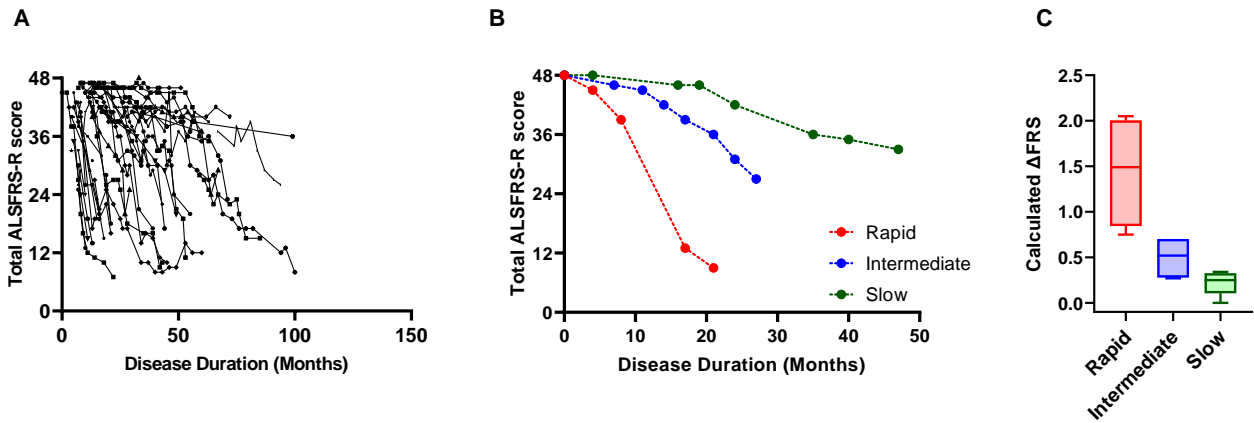 A
Total ALSFRS-R score
48
36
24
12
0
0
50
100
150
Disease Duration (Months)
B
Total ALSFRS-R score
48
36
24
12
0
0
10
20
30
40
50
Disease Duration (Months)
Rapid
Intermediate
Slow
C
Calculated ΔFRS
2.5
2.0
1.5
1.0
0.5
0.0
Rapid
Intermediate
Slow